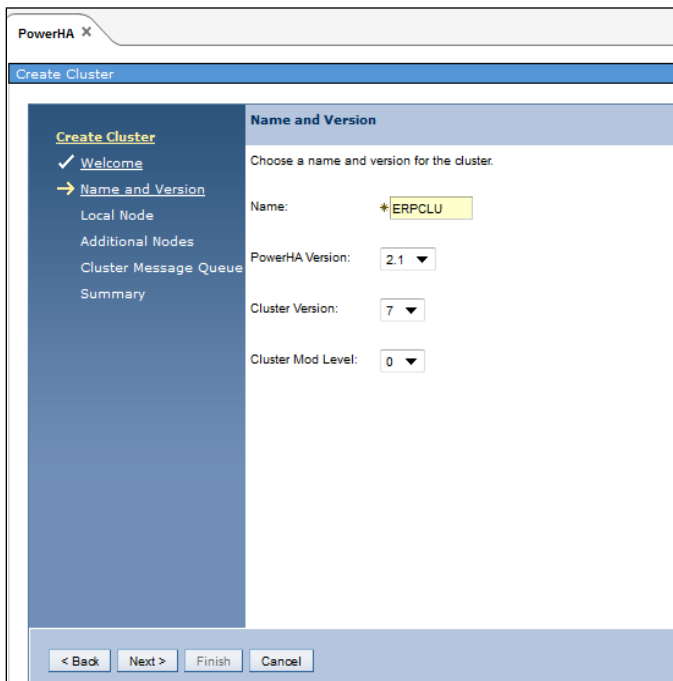 PowerHA ×
Create Cluster
Create Cluster
Welcome
Name and Version
Local Node
Additional Nodes
Cluster Message Queue
Summary
Name and Version
Choose a name and version for the cluster.
Name: *ERPCLU
PowerHA Version: 2.1
Cluster Version: 7
Cluster Mod Level: 0
< Back Next > Finish Cancel